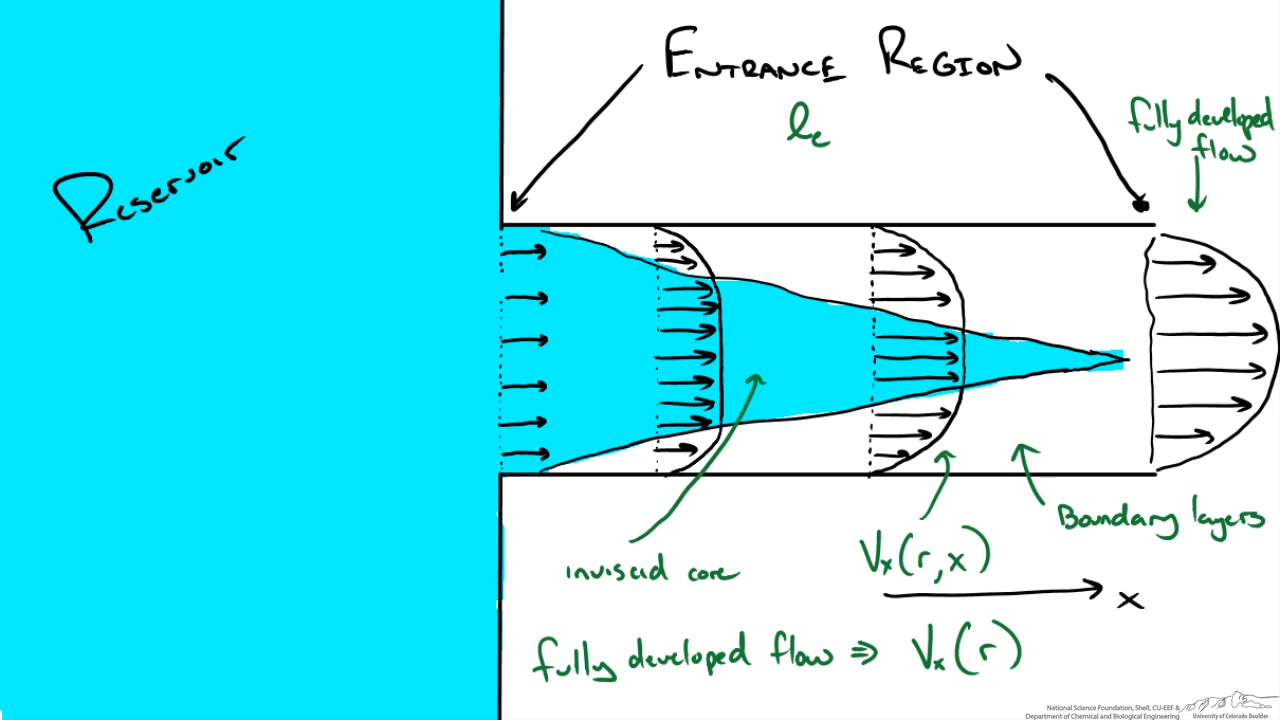 ENTRANCE REGION
le
fully developed
flow
Reservoir
Boundary layers
Vx(r,x)
inviscid core
x
fully developed flow ⇒ Vx(r)
National Science Foundation, Shell, CU-EEF &
Department of Chemical and Biological Engineering
University of Colorado Boulder